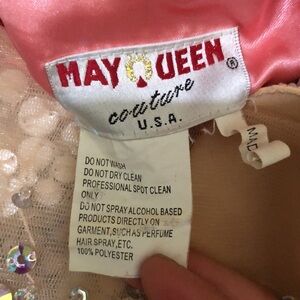 MAY QUEEN ®
couture
U.S.A.
MAD
DO NOT WASH
DO NOT DRY CLEAN
PROFESSIONAL SPOT CLEAN
ONLY
DO NOT SPRAY ALCOHOL BASED
PRODUCTS DIRECTLY ON
GARMENT, SUCH AS PERFUME
HAIR SPRAY, ETC.
100% POLYESTER